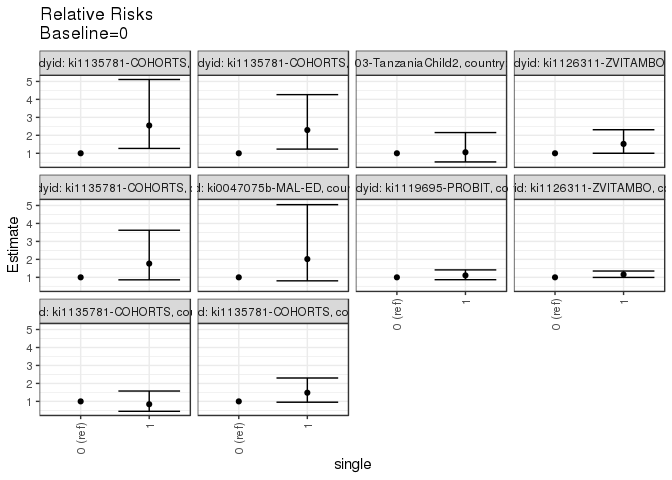 Relative Risks
Baseline=0
dyid: ki1135781-COHORTS,
dyid: ki1135781-COHORTS,
03-TanzaniaChild2, country
dyid: ki1126311-ZVITAMBO
5
4
3
2
1
dyid: ki1135781-COHORTS, c
d: ki0047075b-MAL-ED, cou
dyid: ki1119695-PROBIT, co
id: ki1126311-ZVITAMBO, co
5
4
3
2
1
Estimate
0 (ref)
1
0 (ref)
1
d: ki1135781-COHORTS, cou
d: ki1135781-COHORTS, cou
5
4
3
2
1
0 (ref)
1
0 (ref)
1
single